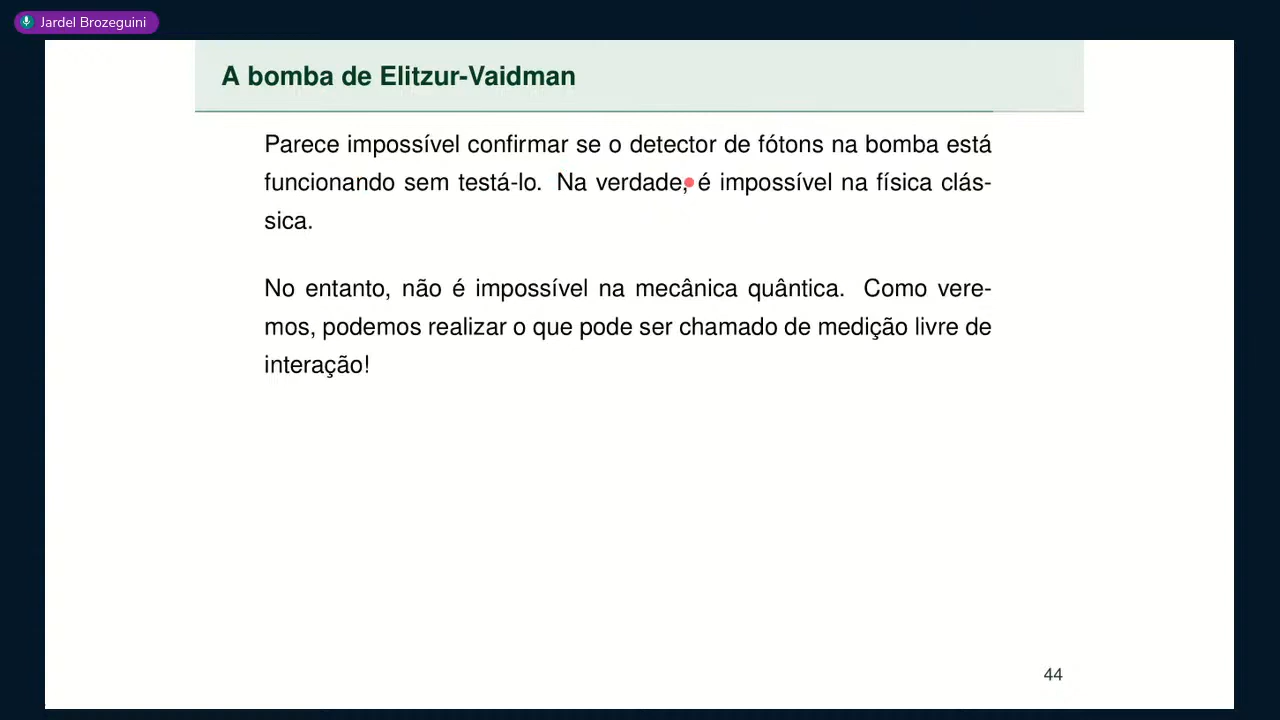 Jardel Brozeguini
A bomba de Elitzur-Vaidman
Parece impossível confirmar se o detector de fótons na bomba está
funcionando sem testá-lo. Na verdade, é impossível na física clás-
sica.
No entanto, não é impossível na mecânica quântica. Como vere-
mos, podemos realizar o que pode ser chamado de medição livre de
interação!
44